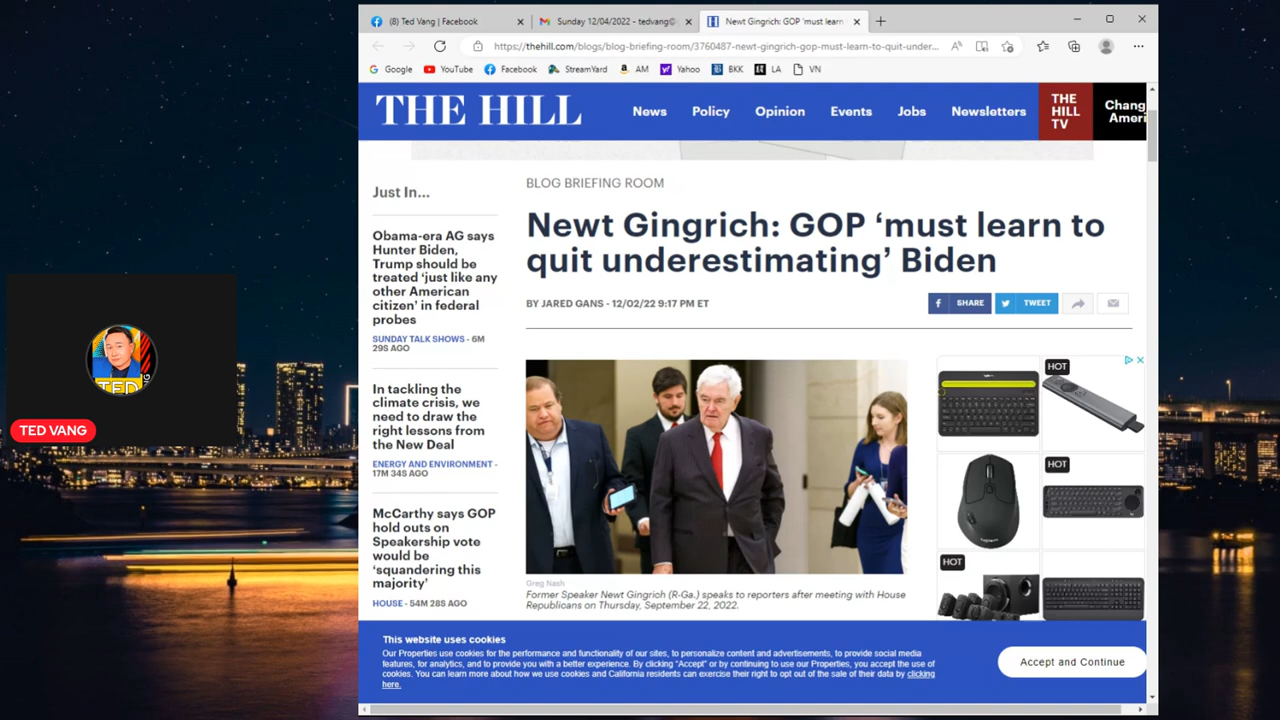 (8) Ted Vang | Facebook
Sunday 12/04/2022 - tedvang@
Newt Gingrich: GOP 'must learn
https://thehill.com/blogs/blog-briefing-room/3760487-newt-gingrich-gop-must-learn-to-quit-under...
Google
YouTube
Facebook
StreamYard
AM
Yahoo
BKK
LA
VN
THE HILL
News
Policy
Opinion
Events
Jobs
Newsletters
THE
HILL
TV
Chang
Ameri
BLOG BRIEFING ROOM
Newt Gingrich: GOP ‘must learn to
quit underestimating’ Biden
BY JARED GANS - 12/02/22 9:17 PM ET
SHARE
TWEET
Just In...
Obama-era AG says
Hunter Biden,
Trump should be
treated ‘just like any
other American
citizen’ in federal
probes
SUNDAY TALK SHOWS - 6M
29S AGO
In tackling the
climate crisis, we
need to draw the
right lessons from
the New Deal
ENERGY AND ENVIRONMENT -
17M 34S AGO
McCarthy says GOP
hold outs on
Speakership vote
would be
‘squandering this
majority’
HOUSE - 54M 28S AGO
HOT
HOT
HOT
Greg Nash
Former Speaker Newt Gingrich (R-Ga.) speaks to reporters after meeting with House
Republicans on Thursday, September 22, 2022.
This website uses cookies
Our Properties use cookies for the performance and functionality of our sites, to personalize content and advertisements, to provide social media
features, for analytics, and to provide you with a better experience. By clicking "Accept" or by continuing to use our Properties, you accept the use of
cookies. You can learn more about how we use cookies and California residents can exercise their right to opt out of the sale of their data by clicking
here.
Accept and Continue
TED
TED VANG